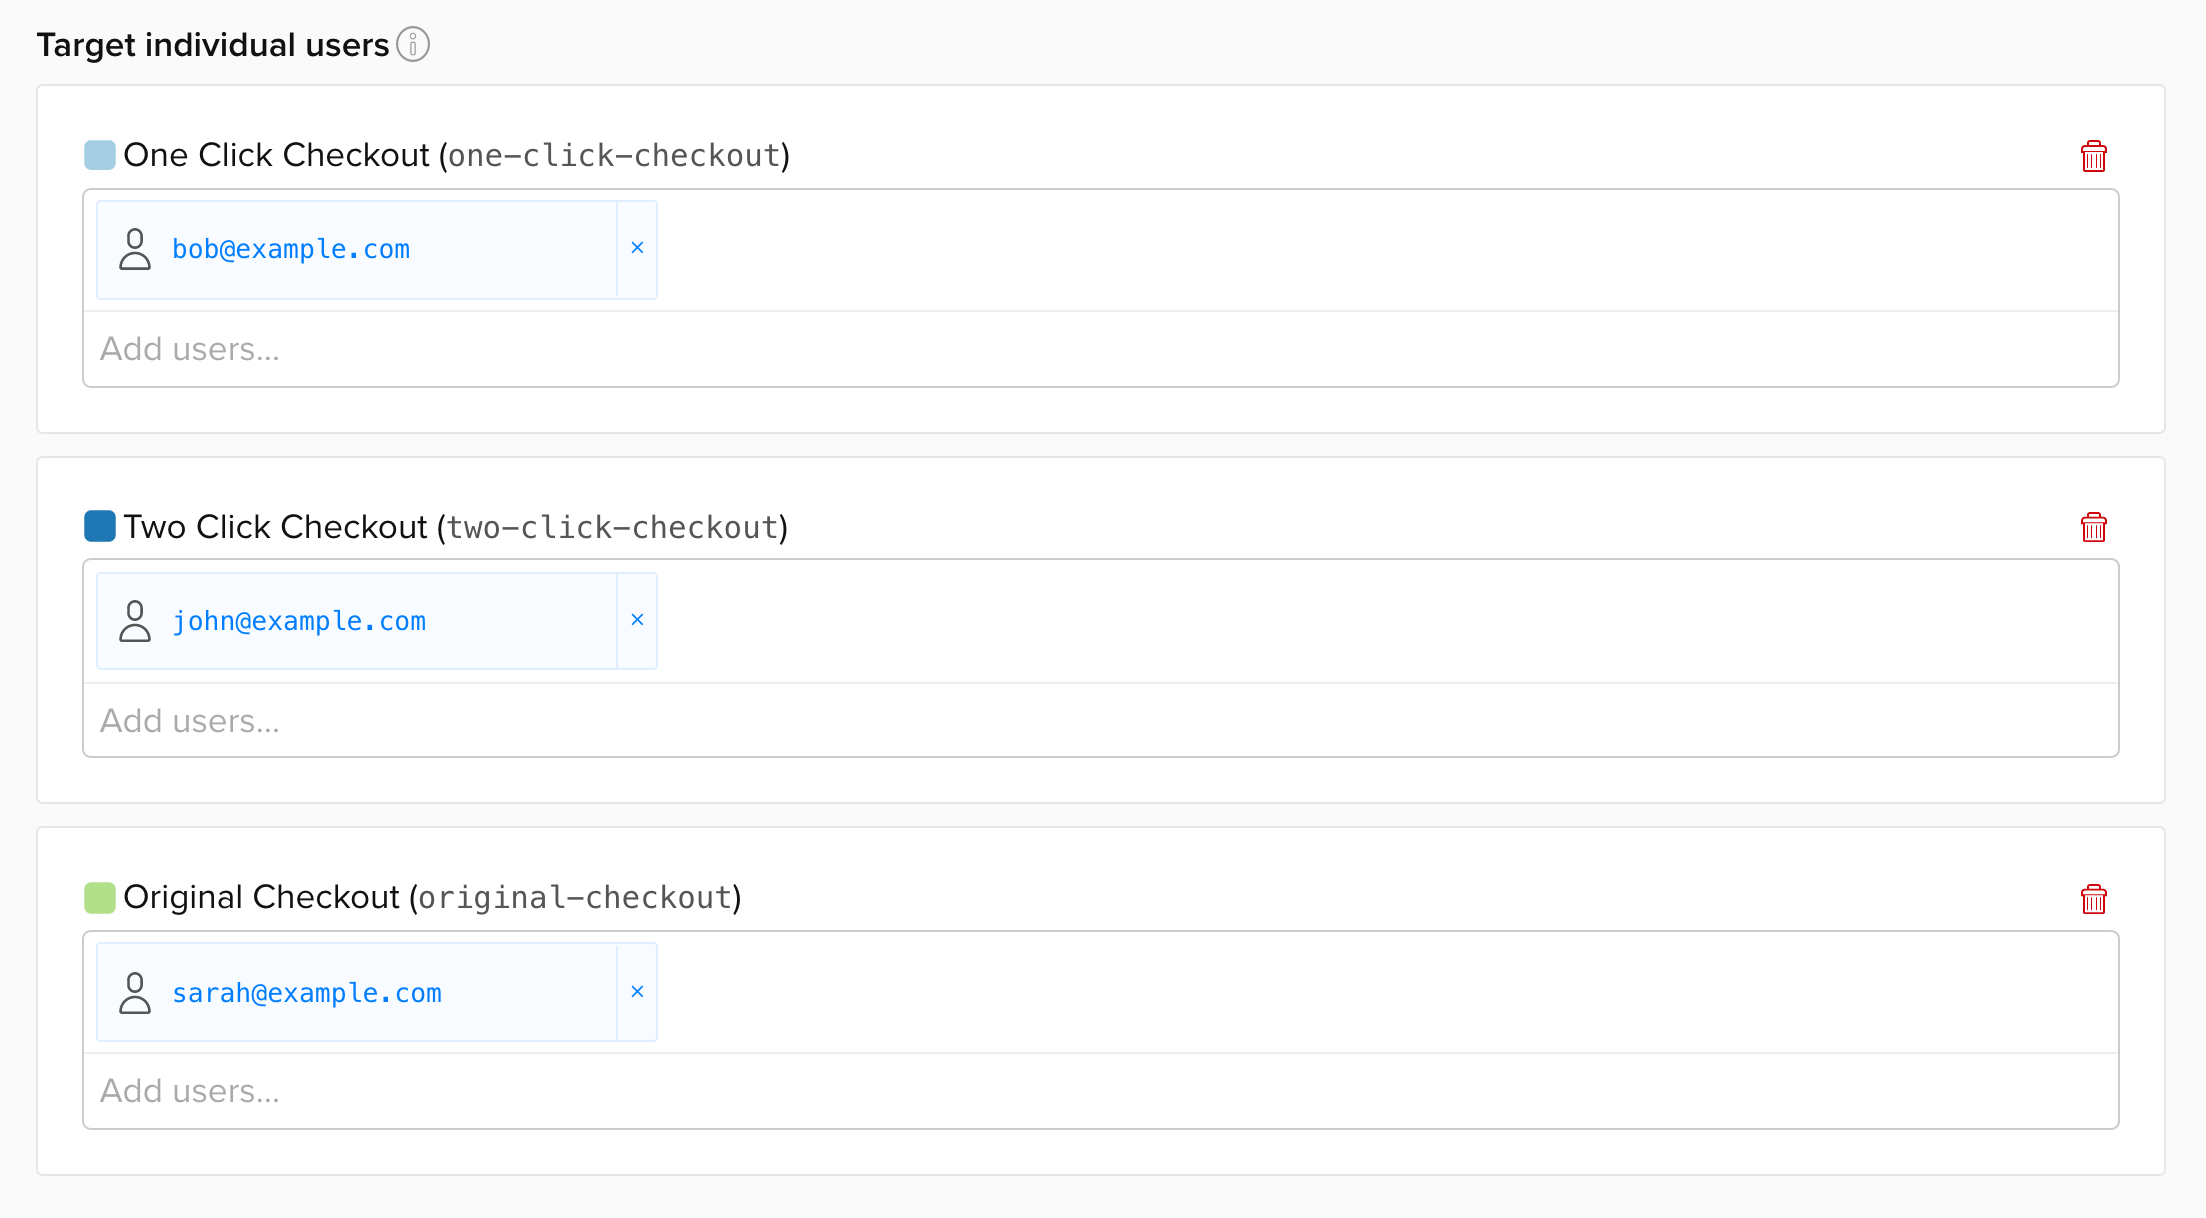 Target individual users
One Click Checkout (one-click-checkout)
bob@example.com ×
Add users...
Two Click Checkout (two-click-checkout)
john@example.com ×
Add users...
Original Checkout (original-checkout)
sarah@example.com ×
Add users...